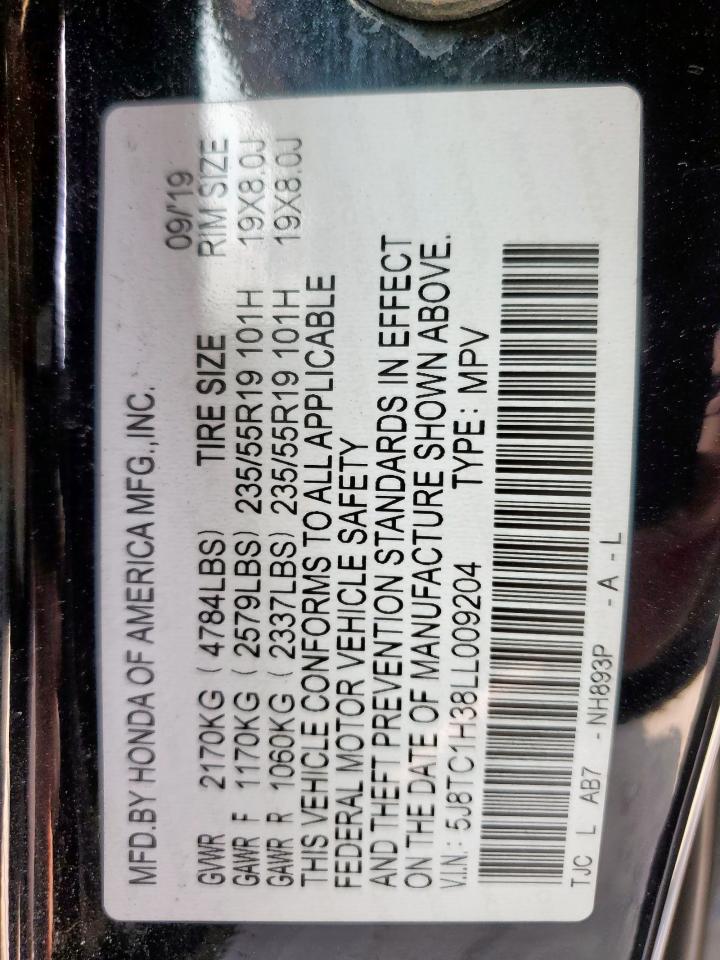 MFD.BY HONDA OF AMERICA MFG.,INC.
09/'19
GVWR 2170KG ( 4784LBS) TIRE SIZE RIM SIZE
GAWR F 1170KG ( 2579LBS) 235/55R19 101H 19X8.0J
GAWR R 1060KG ( 2337LBS) 235/55R19 101H 19X8.0J
THIS VEHICLE CONFORMS TO ALL APPLICABLE
FEDERAL MOTOR VEHICLE SAFETY
AND THEFT PREVENTION STANDARDS IN EFFECT
ON THE DATE OF MANUFACTURE SHOWN ABOVE.
V.I.N.: 5J8TC1H38LL009204 TYPE: MPV
TJC L AB7 -NH893P -A-L